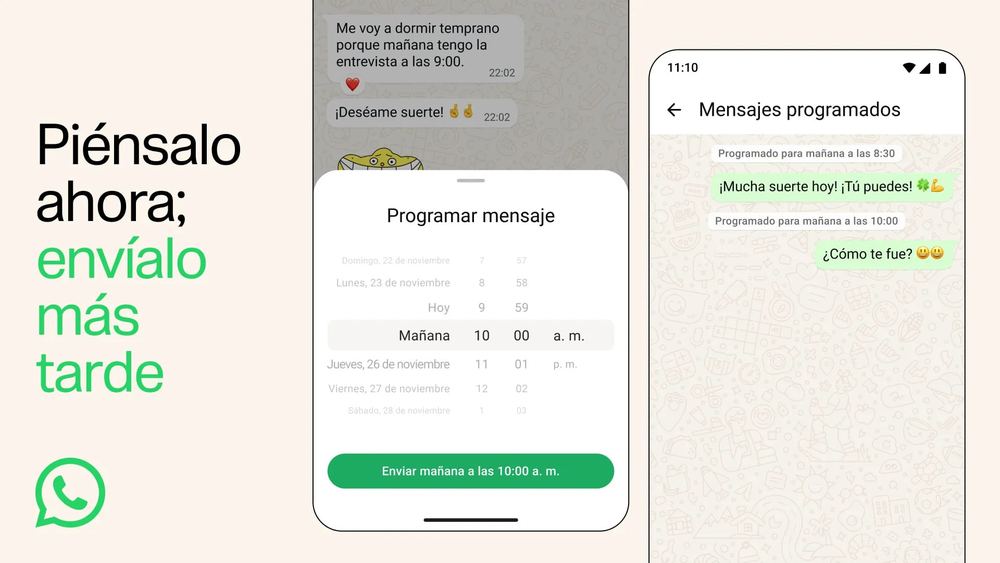 Piénsalo
ahora;
envíalo
más
tarde
Me voy a dormir temprano
porque mañana tengo la
entrevista a las 9:00.
22:02
¡Deséame suerte! 🤞🤞 22:02
Programar mensaje
Domingo, 22 de noviembre 7 57
Lunes, 23 de noviembre 8 58
Hoy 9 59
Mañana 10 00 a. m.
Jueves, 26 de noviembre 11 01 p. m.
Viernes, 27 de noviembre 12 02
Sábado, 28 de noviembre 1 03
Enviar mañana a las 10:00 a. m.
11:10
Mensajes programados
Programado para mañana a las 8:30
¡Mucha suerte hoy! ¡Tú puedes! 🍀💪
Programado para mañana a las 10:00
¿Cómo te fue? 😃😃